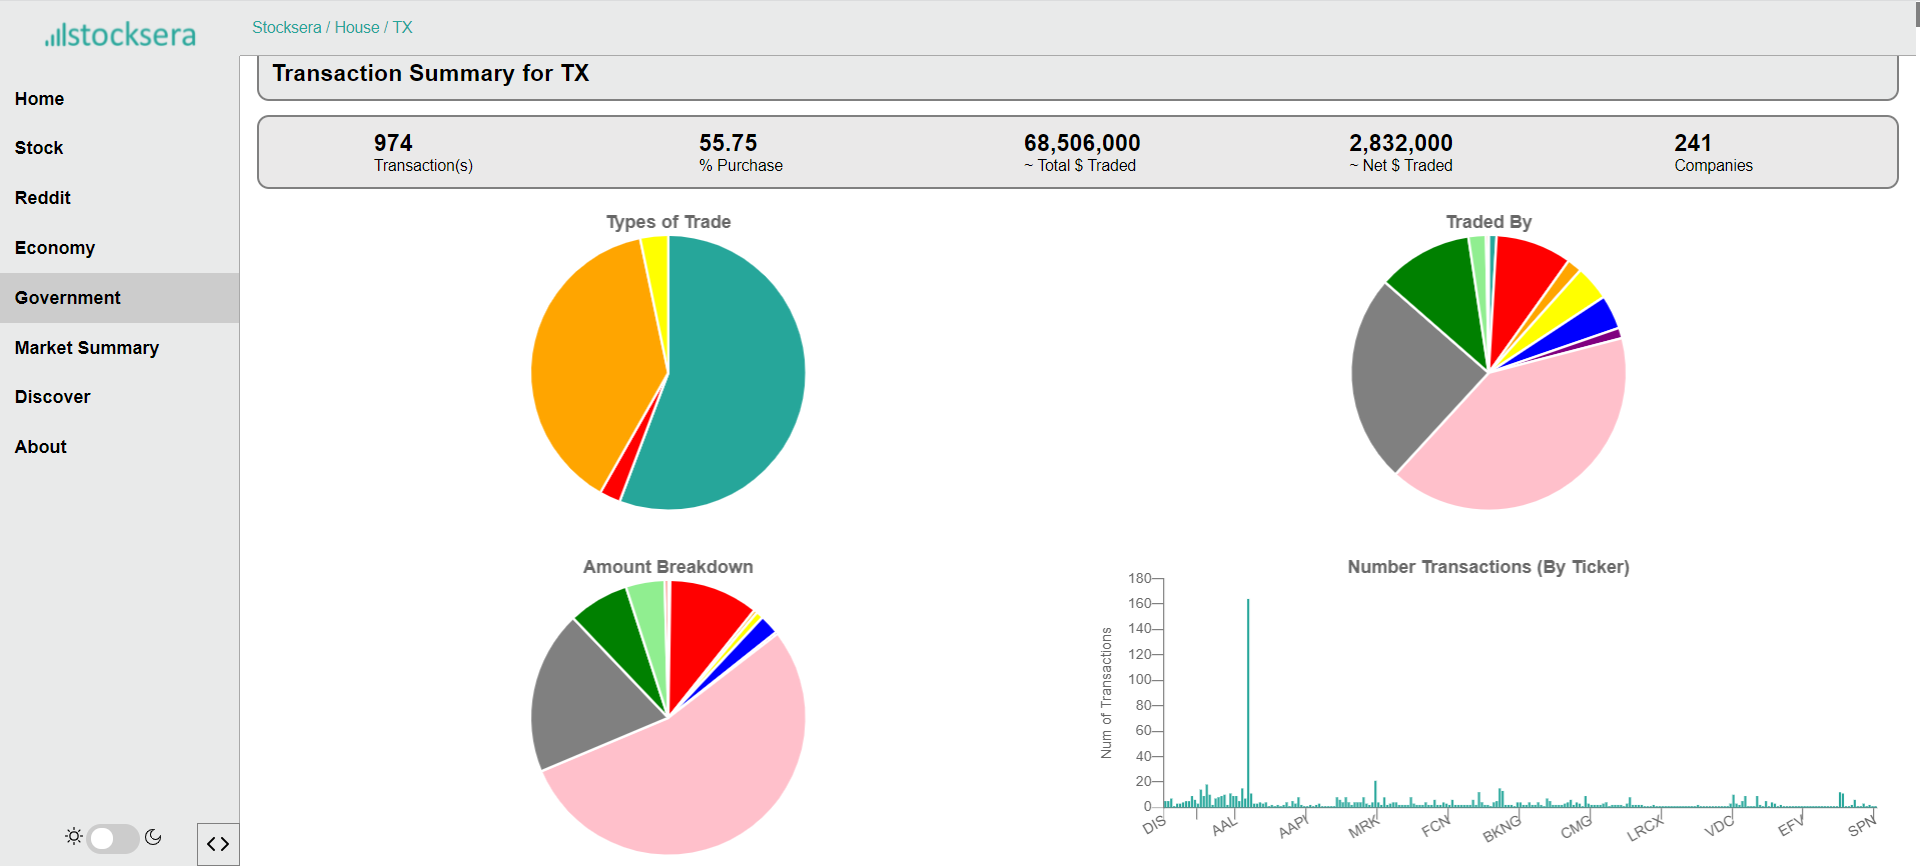 stocksera
Stocksera / House / TX
Home
Stock
Reddit
Economy
Government
Market Summary
Discover
About
Transaction Summary for TX
974
Transaction(s)
55.75
% Purchase
68,506,000
~ Total $ Traded
2,832,000
~ Net $ Traded
241
Companies
Types of Trade
Traded By
Amount Breakdown
Number Transactions (By Ticker)
Num of Transactions
180
160
140
120
100
80
60
40
20
0
DIS
AAL
AAPl
MRK
FCN
BKNG
CMG
LRCX
VDC
EFV
SPN